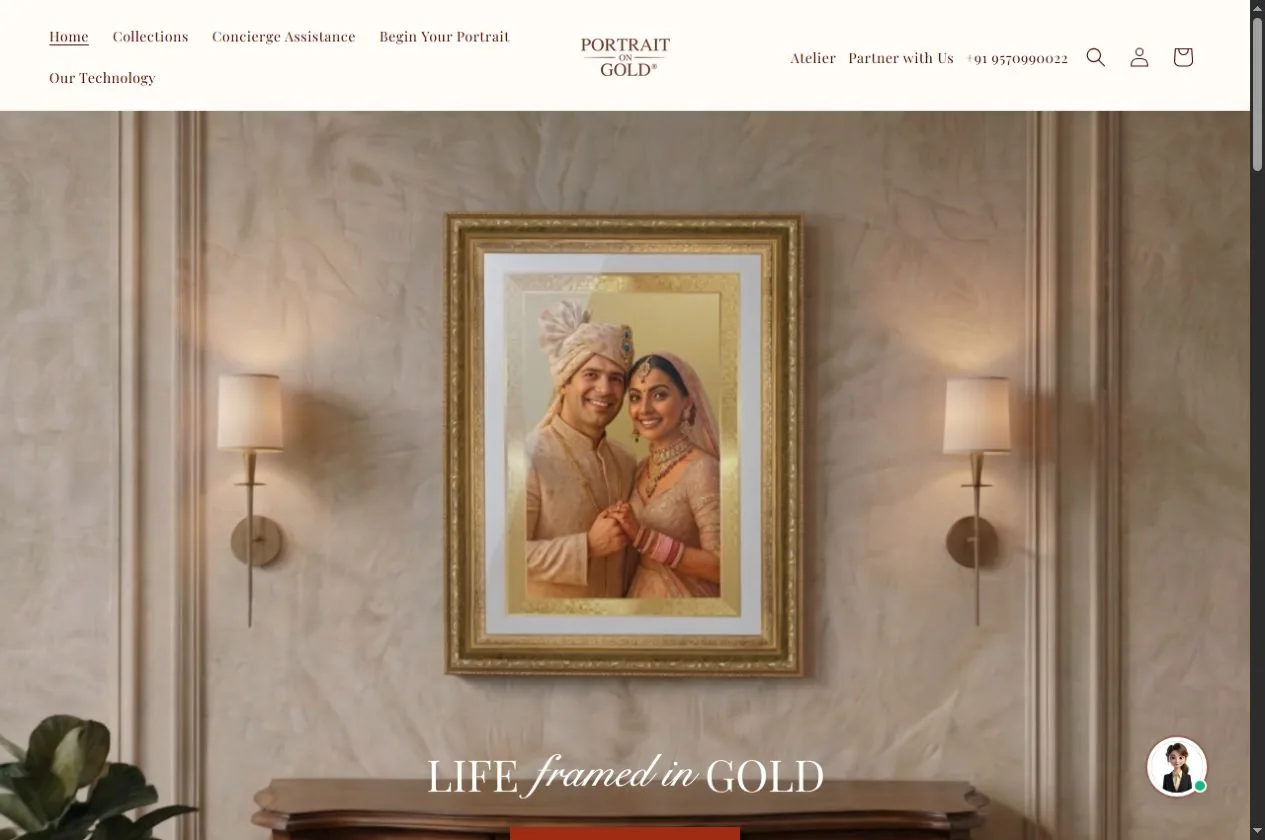 Home Collections Concierge Assistance Begin Your Portrait
Our Technology
PORTRAIT
ON
GOLD®
Atelier Partner with Us +91 9570990022
LIFE framed in GOLD